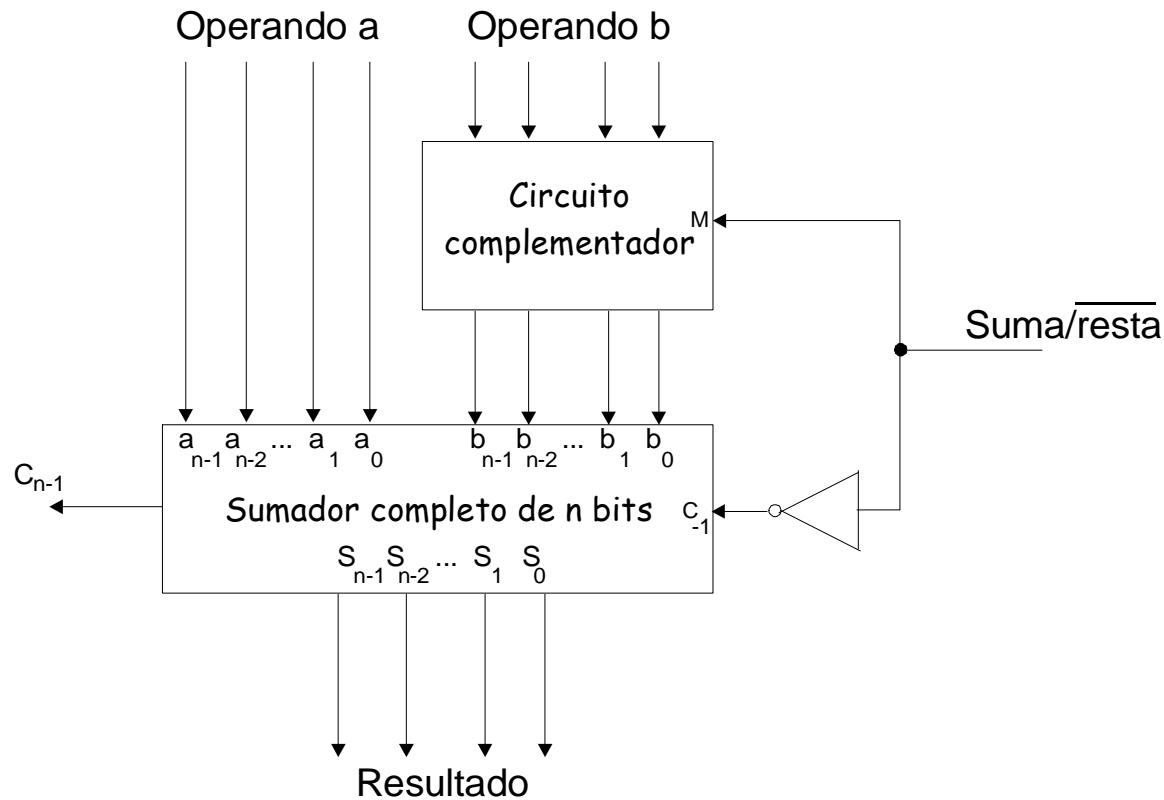 Operando a
Operando b
Circuito
complementador
M
Suma/resta
a n-1 a n-2 ... a 1 a 0
b n-1 b n-2 ... b 1 b 0
C n-1
Sumador completo de n bits
C -1
S n-1 S n-2 ... S 1 S 0
Resultado